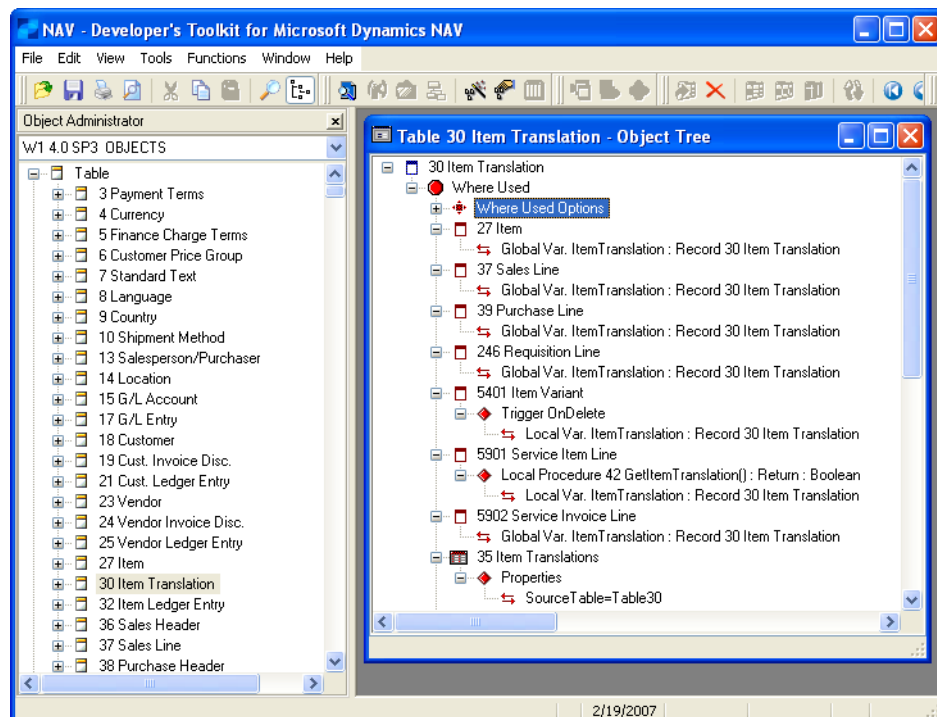 NAV - Developer's Toolkit for Microsoft Dynamics NAV
File Edit View Tools Functions Window Help
Object Administrator
W1 4.0 SP3 OBJECTS
Table
3 Payment Terms
4 Currency
5 Finance Charge Terms
6 Customer Price Group
7 Standard Text
8 Language
9 Country
10 Shipment Method
13 Salesperson/Purchaser
14 Location
15 G/L Account
17 G/L Entry
18 Customer
19 Cust. Invoice Disc.
21 Cust. Ledger Entry
23 Vendor
24 Vendor Invoice Disc.
25 Vendor Ledger Entry
27 Item
30 Item Translation
32 Item Ledger Entry
36 Sales Header
37 Sales Line
38 Purchase Header
Table 30 Item Translation - Object Tree
30 Item Translation
Where Used
Where Used Options
27 Item
Global Var. ItemTranslation : Record 30 Item Translation
37 Sales Line
Global Var. ItemTranslation : Record 30 Item Translation
39 Purchase Line
Global Var. ItemTranslation : Record 30 Item Translation
246 Requisition Line
Global Var. ItemTranslation : Record 30 Item Translation
5401 Item Variant
Trigger OnDelete
Local Var. ItemTranslation : Record 30 Item Translation
5901 Service Item Line
Local Procedure 42 GetItemTranslation() : Return : Boolean
Local Var. ItemTranslation : Record 30 Item Translation
5902 Service Invoice Line
Global Var. ItemTranslation : Record 30 Item Translation
35 Item Translations
Properties
SourceTable=Table30
2/19/2007